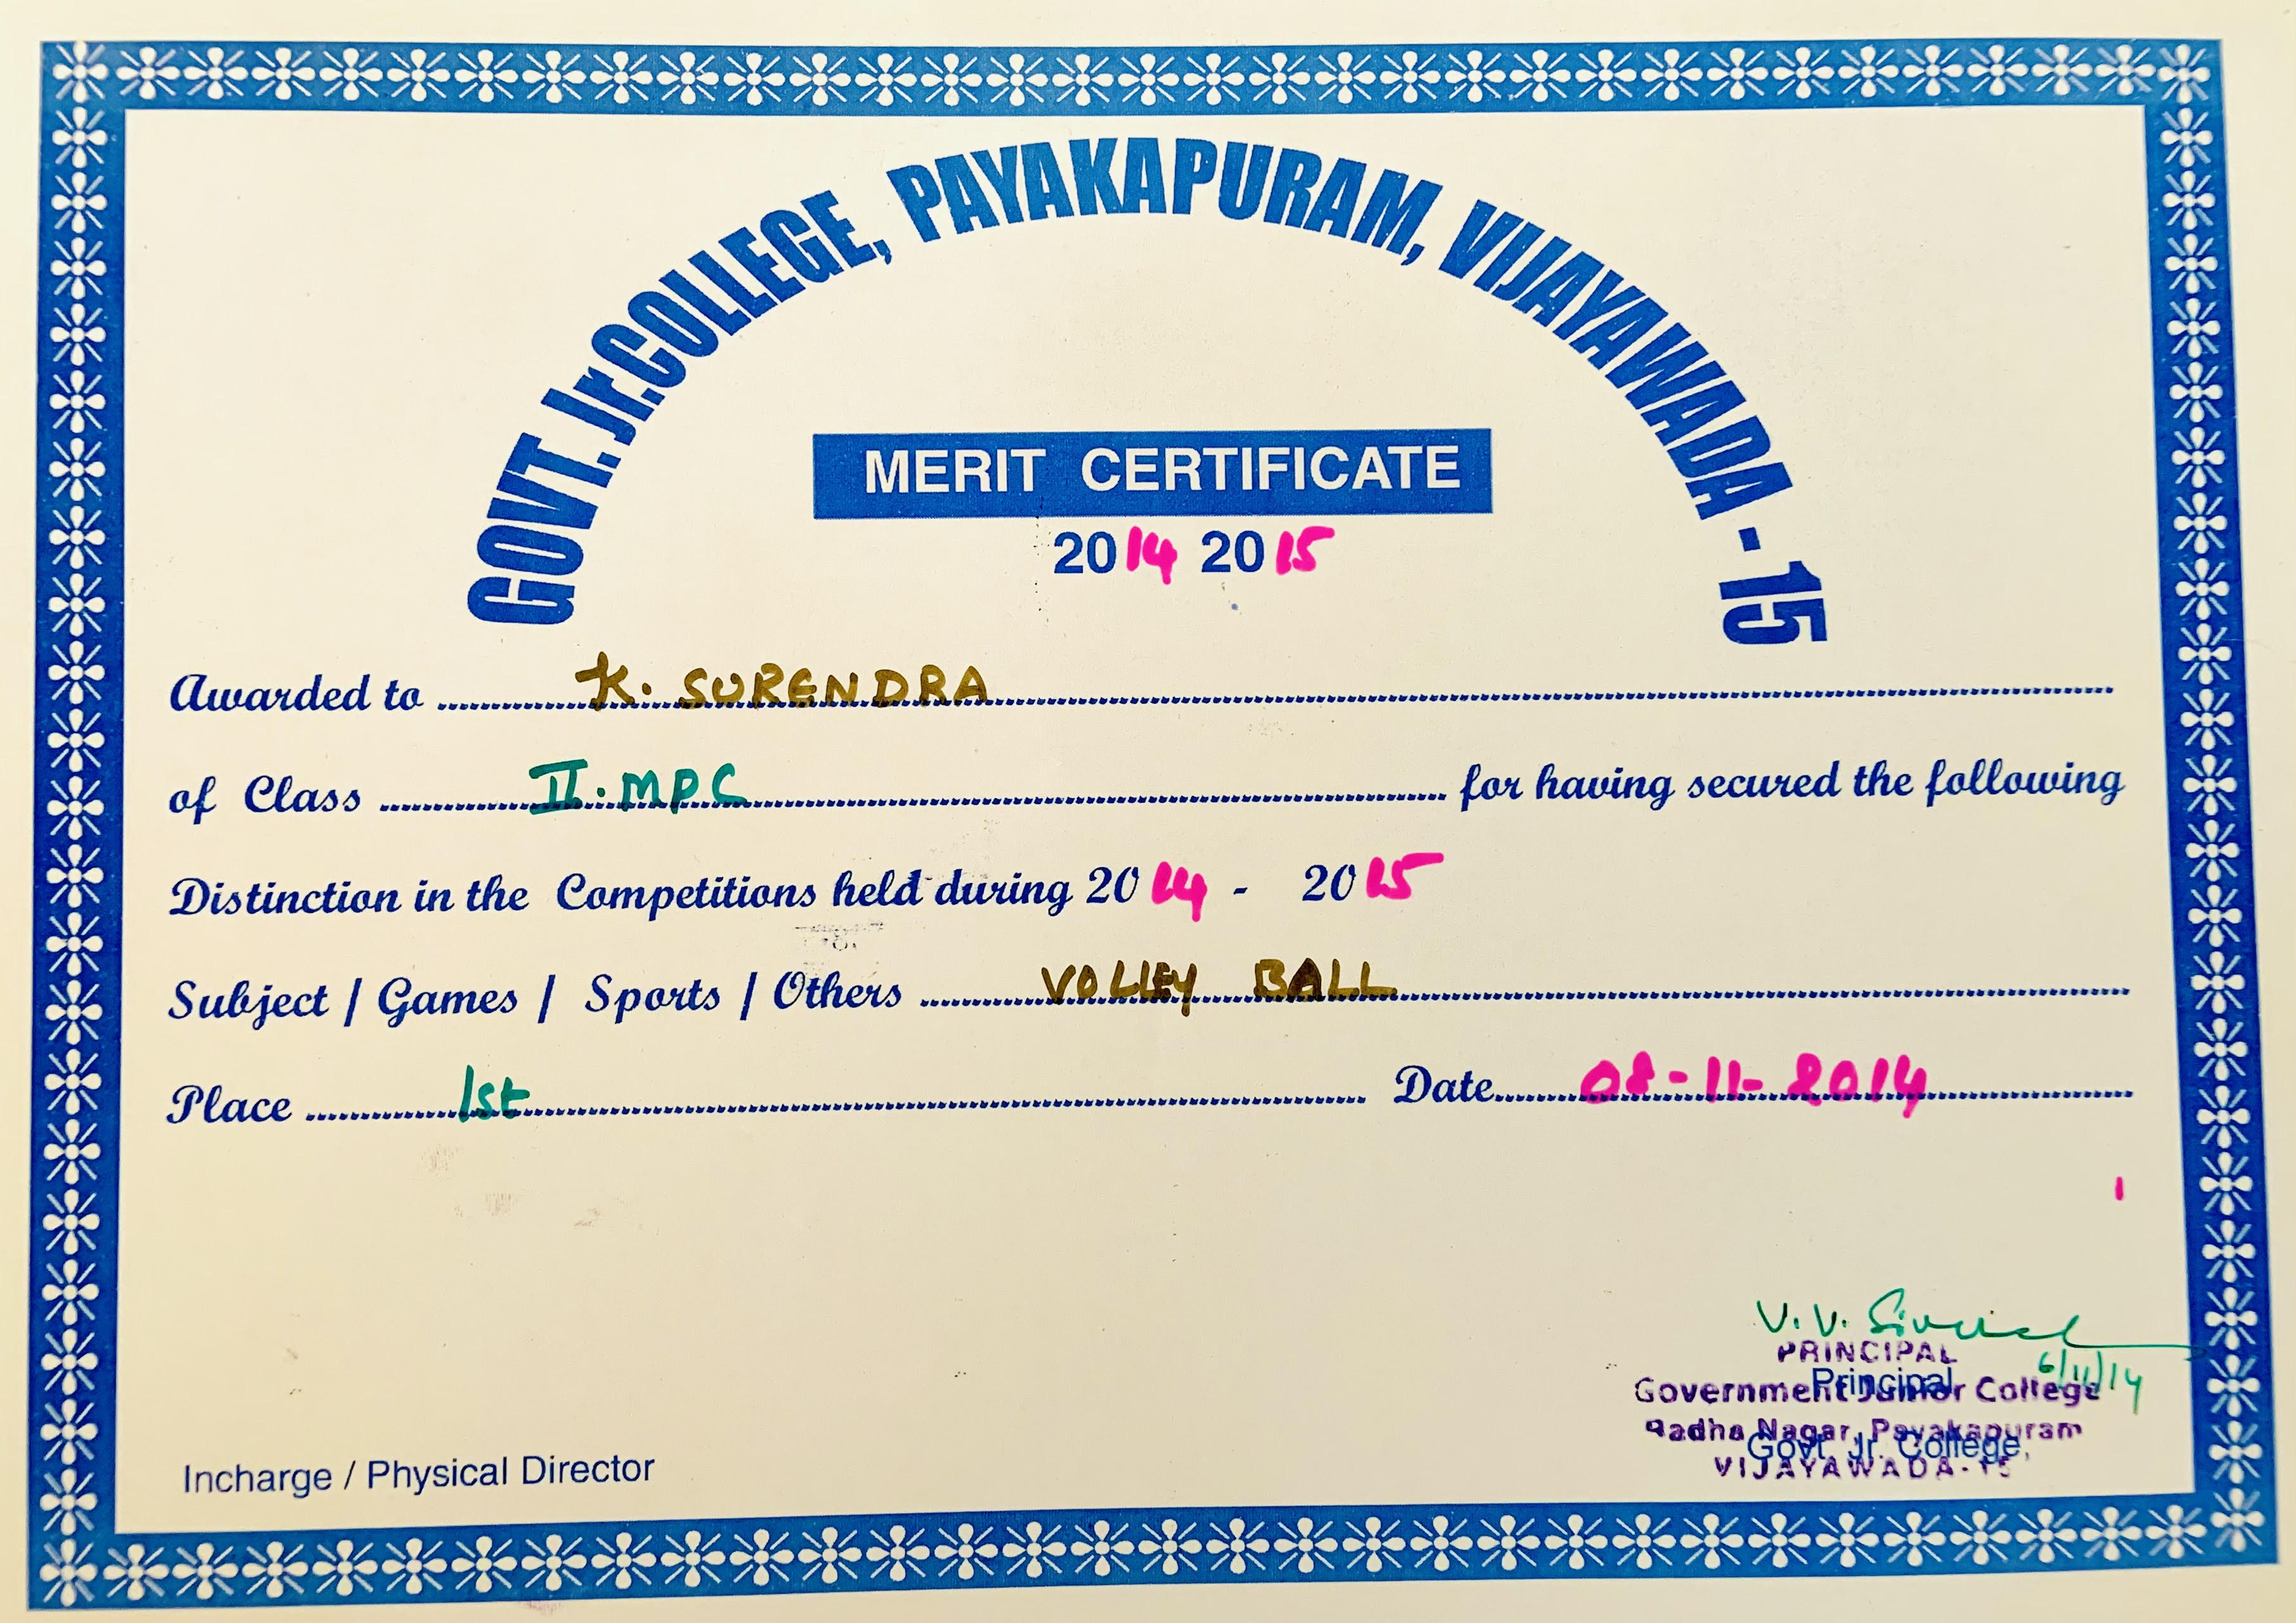 GOVT. Jr. COLLEGE, PAYAKAPURAM, VIJAYAWADA - 15
MERIT CERTIFICATE
2014 2015
Awarded to K. SURENDRA
of Class II. MPC for having secured the following
Distinction in the Competitions held during 2014 - 2015
Subject / Games / Sports / Others VOLLEY BALL
Place 1st Date 08-11-2014
V.V.
PRINCIPAL
6/11/14
Principal
Government Junior College
Radha Nagar, Payakapuram
Govt. Jr. College,
VIJAYAWADA-15
Incharge / Physical Director